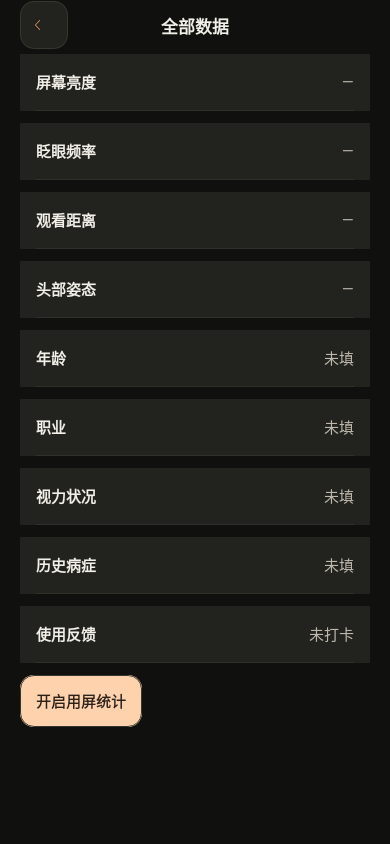 全部数据
屏幕亮度 —
眨眼频率 —
观看距离 —
头部姿态 —
年龄 未填
职业 未填
视力状况 未填
历史病症 未填
使用反馈 未打卡
开启用屏统计